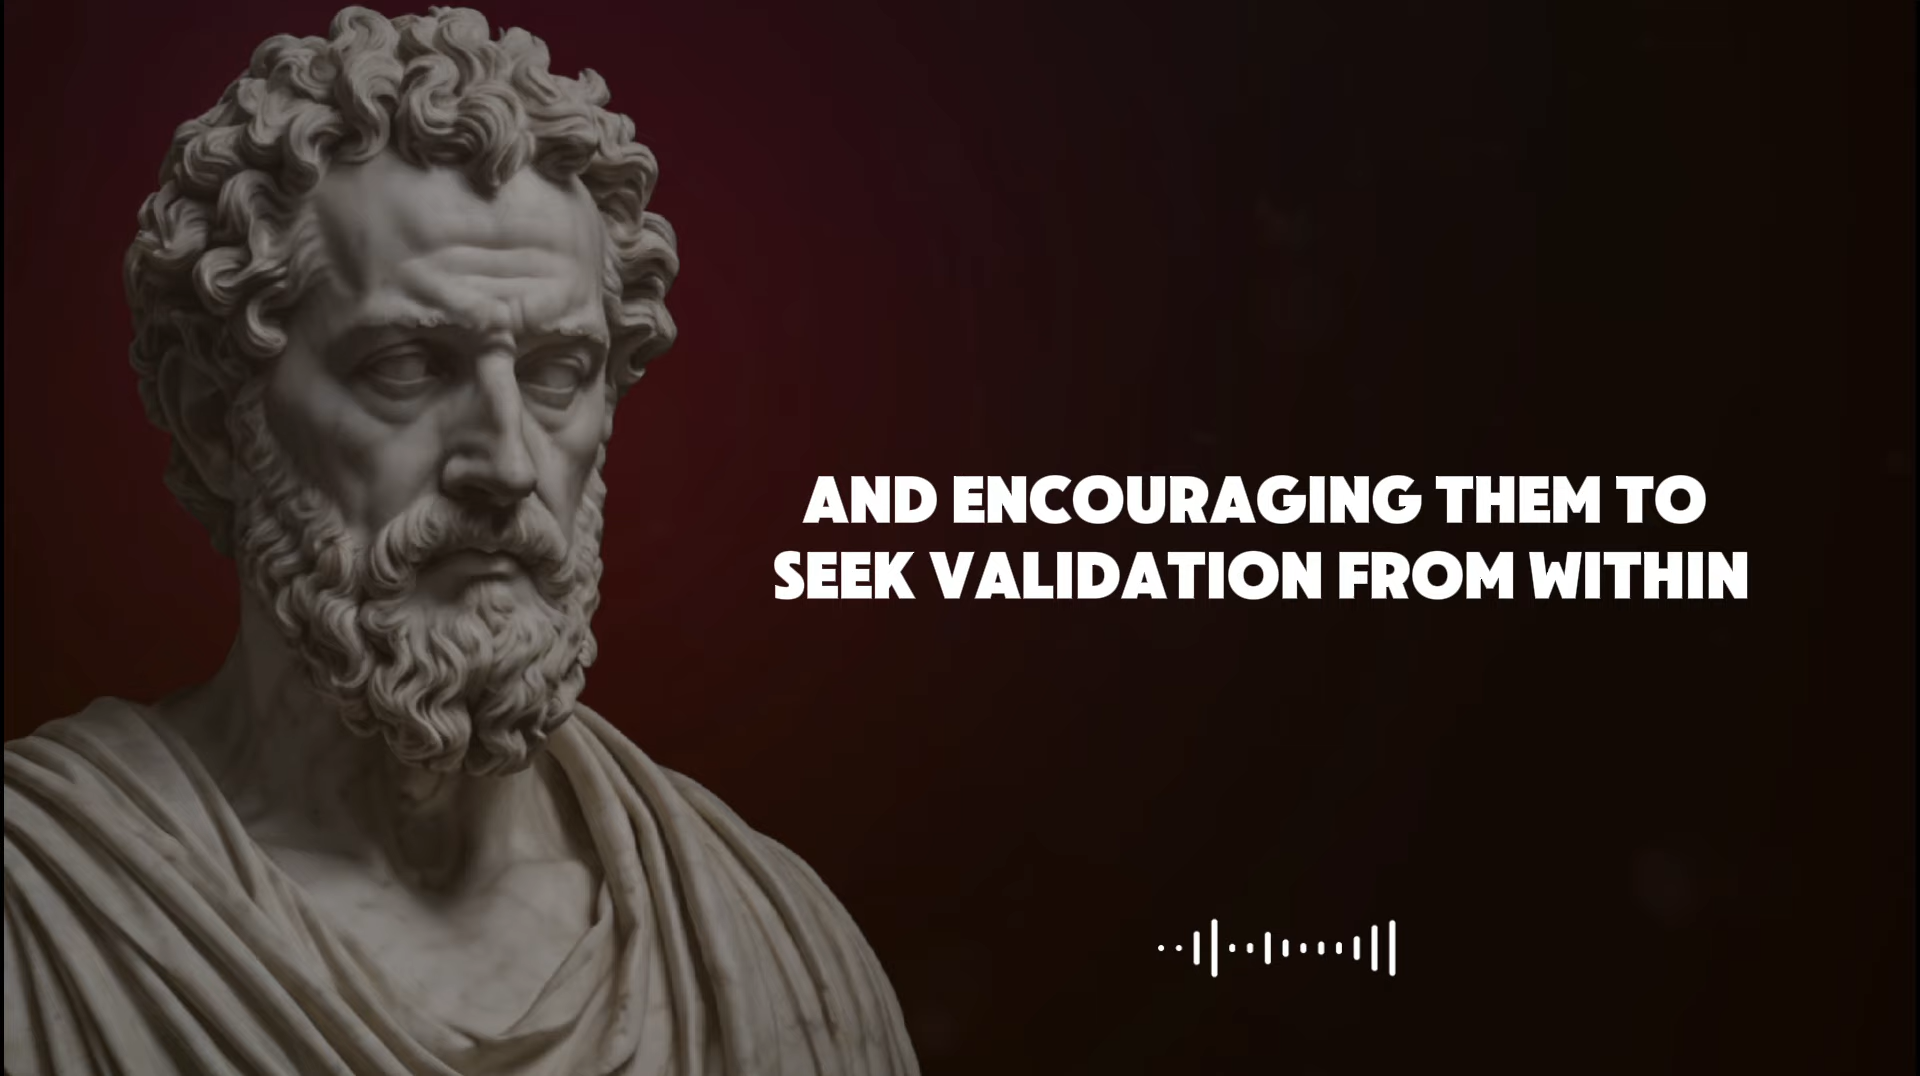 AND ENCOURAGING THEM TO
SEEK VALIDATION FROM WITHIN